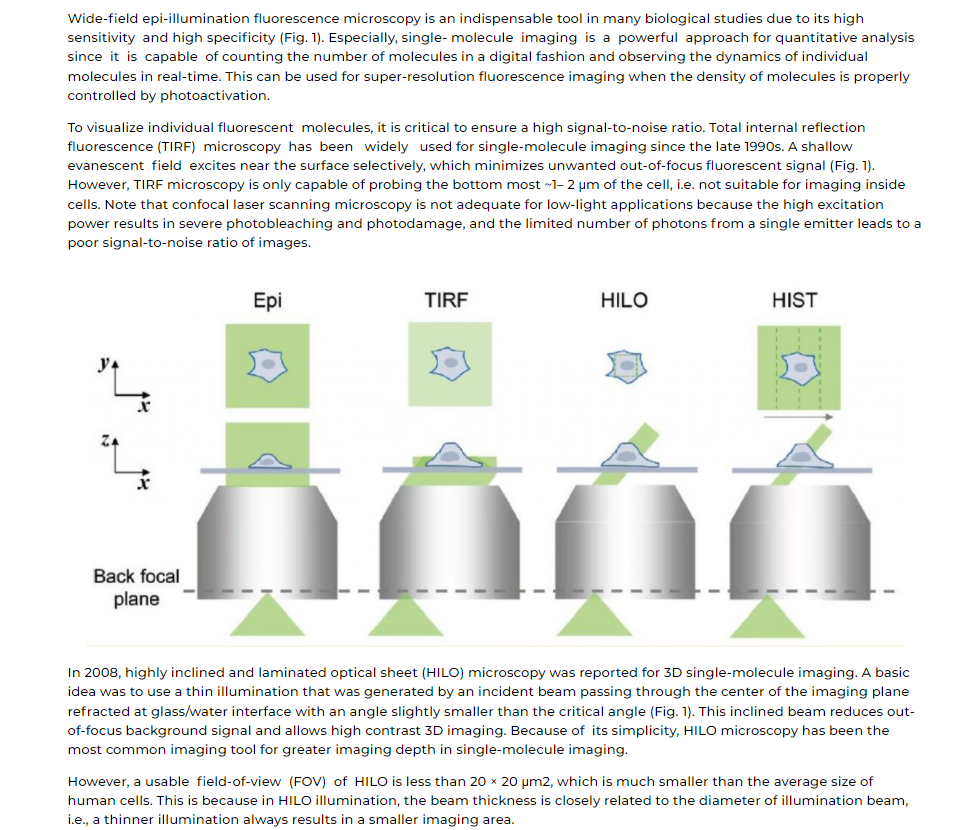 Wide-field epi-illumination fluorescence microscopy is an indispensable tool in many biological studies due to its high
sensitivity and high specificity (Fig. 1). Especially, single- molecule imaging is a powerful approach for quantitative analysis
since it is capable of counting the number of molecules in a digital fashion and observing the dynamics of individual
molecules in real-time. This can be used for super-resolution fluorescence imaging when the density of molecules is properly
controlled by photoactivation.
To visualize individual fluorescent molecules, it is critical to ensure a high signal-to-noise ratio. Total internal reflection
fluorescence (TIRF) microscopy has been widely used for single-molecule imaging since the late 1990s. A shallow
evanescent field excites near the surface selectively, which minimizes unwanted out-of-focus fluorescent signal (Fig. 1).
However, TIRF microscopy is only capable of probing the bottom most ~1– 2 μm of the cell, i.e. not suitable for imaging inside
cells. Note that confocal laser scanning microscopy is not adequate for low-light applications because the high excitation
power results in severe photobleaching and photodamage, and the limited number of photons from a single emitter leads to a
poor signal-to-noise ratio of images.
Epi TIRF HILO HIST
y
x
z
x
Back focal
plane
In 2008, highly inclined and laminated optical sheet (HILO) microscopy was reported for 3D single-molecule imaging. A basic
idea was to use a thin illumination that was generated by an incident beam passing through the center of the imaging plane
refracted at glass/water interface with an angle slightly smaller than the critical angle (Fig. 1). This inclined beam reduces out-
of-focus background signal and allows high contrast 3D imaging. Because of its simplicity, HILO microscopy has been the
most common imaging tool for greater imaging depth in single-molecule imaging.
However, a usable field-of-view (FOV) of HILO is less than 20 × 20 μm2, which is much smaller than the average size of
human cells. This is because in HILO illumination, the beam thickness is closely related to the diameter of illumination beam,
i.e., a thinner illumination always results in a smaller imaging area.